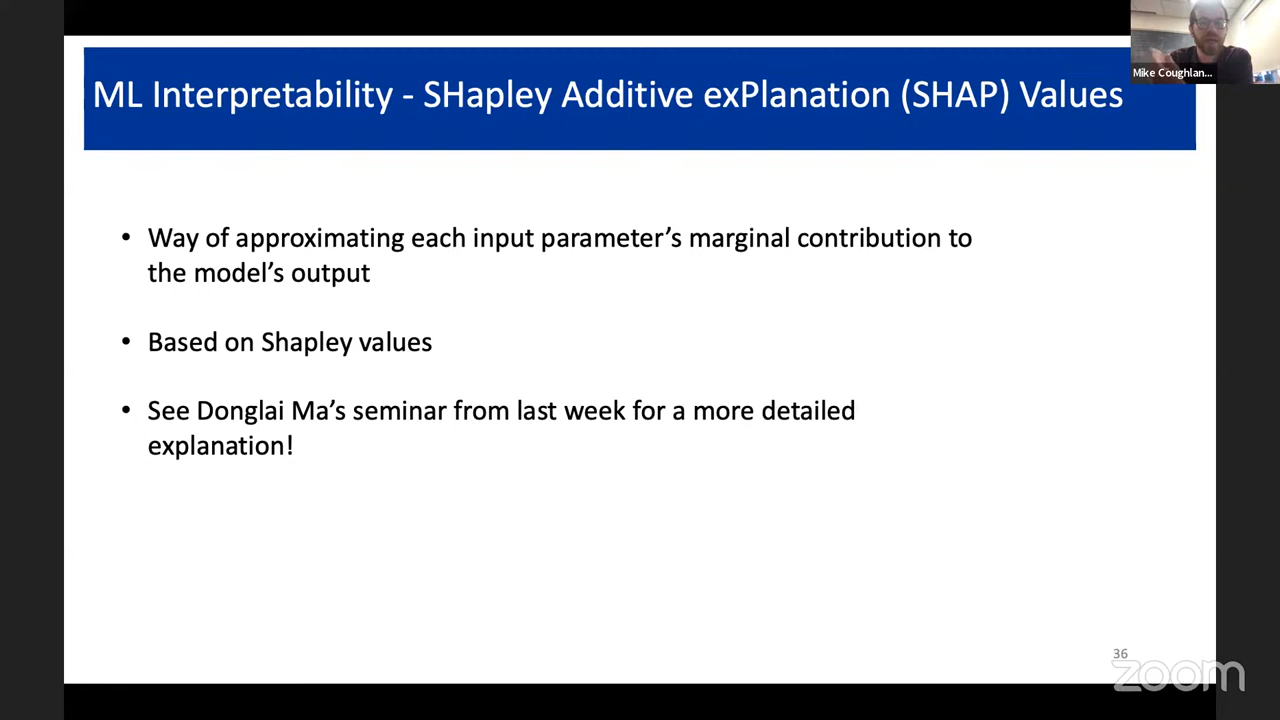 ML Interpretability - SHapley Additive exPlanation (SHAP) Values
Mike Coughlan...
• Way of approximating each input parameter’s marginal contribution to
the model’s output
• Based on Shapley values
• See Donglai Ma’s seminar from last week for a more detailed
explanation!
36
zoom